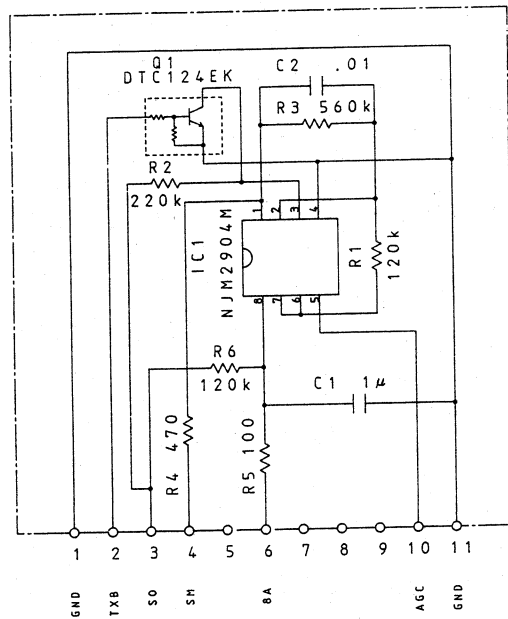 Q1
DTC124EK
C2 .01
R3 560k
R2
220k
1 2 3 4
IC1
NJM2904M
8 7 6 5
R1
120k
R6
120k
C1 1μ
R4 470
R5 100
1 2 3 4 5 6 7 8 9 10 11
GND
TXB
SO
SM
8A
AGC
GND